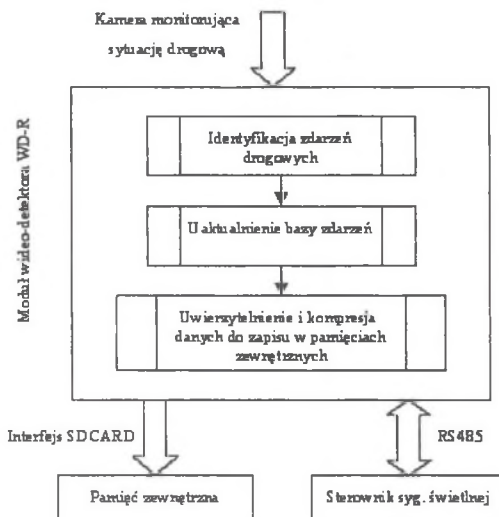 Kamera monitorująca
sytuację drogową
Moduł wideo-detektora WD-R
Identyfikacja zdarzeń
drogowych
Uaktualnienie bazy zdarzeń
Uwierzytelnienie i kompresja
danych do zapisu w pamięciach
zewnętrznych
Interfejs SDCARD
RS485
Pamięć zewnętrzna
Sterownik syg. świetlnej